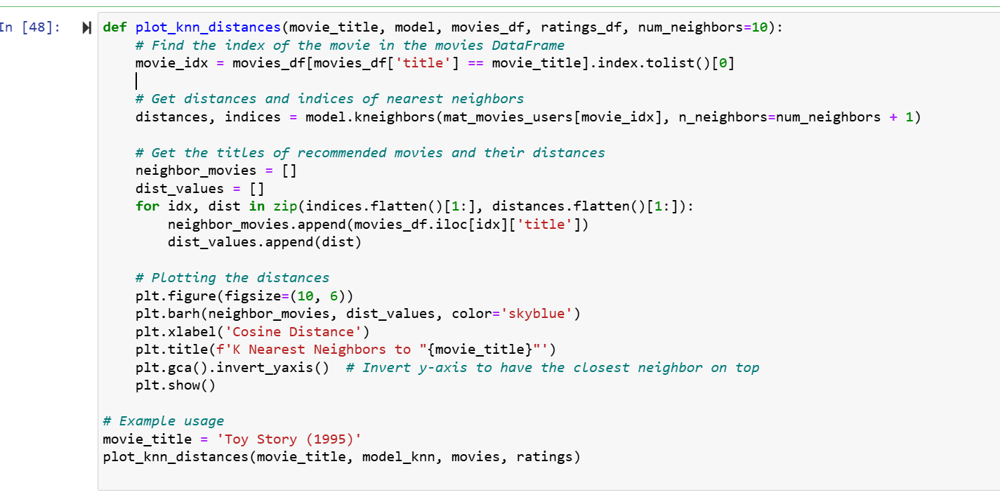 In [48]:
def plot_knn_distances(movie_title, model, movies_df, ratings_df, num_neighbors=10):
    # Find the index of the movie in the movies DataFrame
    movie_idx = movies_df[movies_df['title'] == movie_title].index.tolist()[0]

    # Get distances and indices of nearest neighbors
    distances, indices = model.kneighbors(mat_movies_users[movie_idx], n_neighbors=num_neighbors + 1)

    # Get the titles of recommended movies and their distances
    neighbor_movies = []
    dist_values = []
    for idx, dist in zip(indices.flatten()[1:], distances.flatten()[1:]):
        neighbor_movies.append(movies_df.iloc[idx]['title'])
        dist_values.append(dist)

    # Plotting the distances
    plt.figure(figsize=(10, 6))
    plt.barh(neighbor_movies, dist_values, color='skyblue')
    plt.xlabel('Cosine Distance')
    plt.title(f'K Nearest Neighbors to "{movie_title}"')
    plt.gca().invert_yaxis()  # Invert y-axis to have the closest neighbor on top
    plt.show()

# Example usage
movie_title = 'Toy Story (1995)'
plot_knn_distances(movie_title, model_knn, movies, ratings)